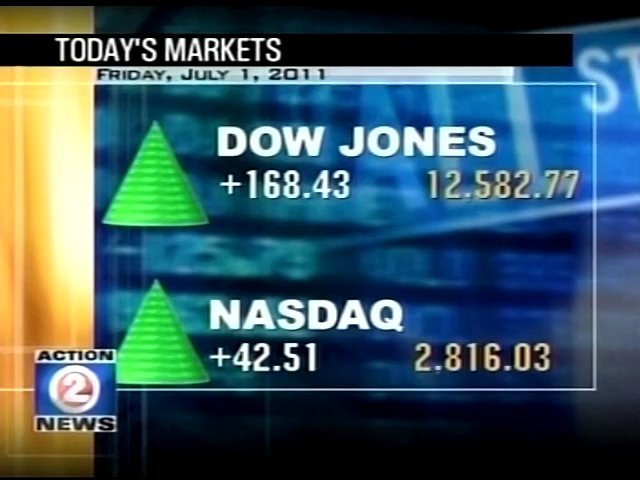 TODAY'S MARKETS
FRIDAY, JULY 1, 2011
ST
DOW JONES
+168.43 12.582.77
NASDAQ
+42.51 2.816.03
ACTION
2
NEWS